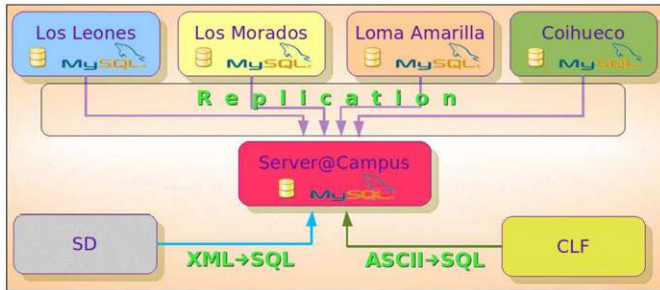 Los Leones
Los Morados
Loma Amarilla
Coihueco
MySQL
MySQL
MySQL
MySQL
Replication
Server@Campus
MySQL
SD
XML→SQL
ASCII→SQL
CLF